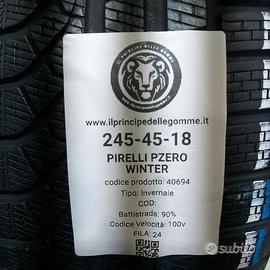 www.ilprincipedellegomme.it
245-45-18
PIRELLI PZERO
WINTER
codice prodotto: 40694
Tipo: Invernale
COD:
Battistrada: 90%
Codice Velocità: 100v
FILA: 24
subito